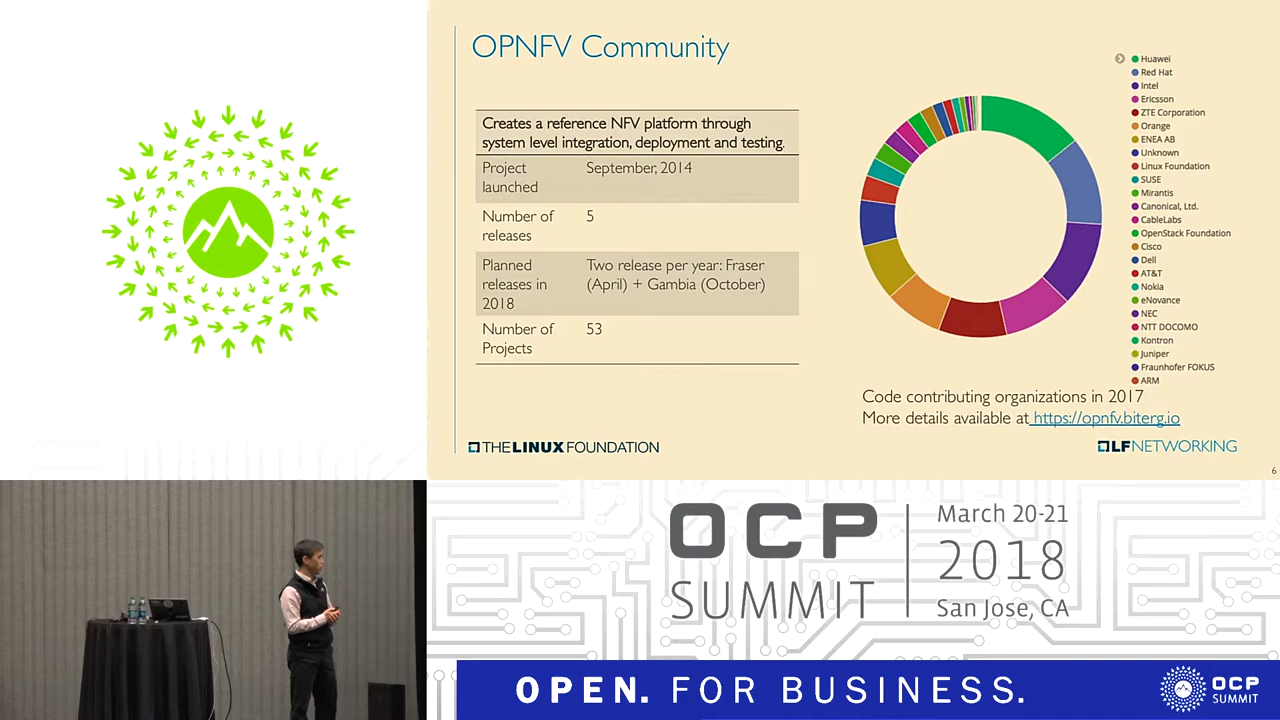 OPNFV Community
Creates a reference NFV platform through
system level integration, deployment and testing.
Project
launched
September, 2014
Number of
releases
5
Planned
releases in
2018
Two release per year: Fraser
(April) + Gambia (October)
Number of
Projects
53
Huawei
Red Hat
Intel
Ericsson
ZTE Corporation
Orange
ENEA AB
Unknown
Linux Foundation
SUSE
Mirantis
Canonical, Ltd.
CableLabs
OpenStack Foundation
Cisco
Dell
AT&T
Nokia
eNovance
NEC
NTT DOCOMO
Kontron
Juniper
Fraunhofer FOKUS
ARM
Code contributing organizations in 2017
More details available at https://opnfv.biterg.io
THE LINUX FOUNDATION
LF NETWORKING
6
OCP
SUMMIT
March 20-21
2018
San Jose, CA
OPEN. FOR BUSINESS.
OCP
SUMMIT